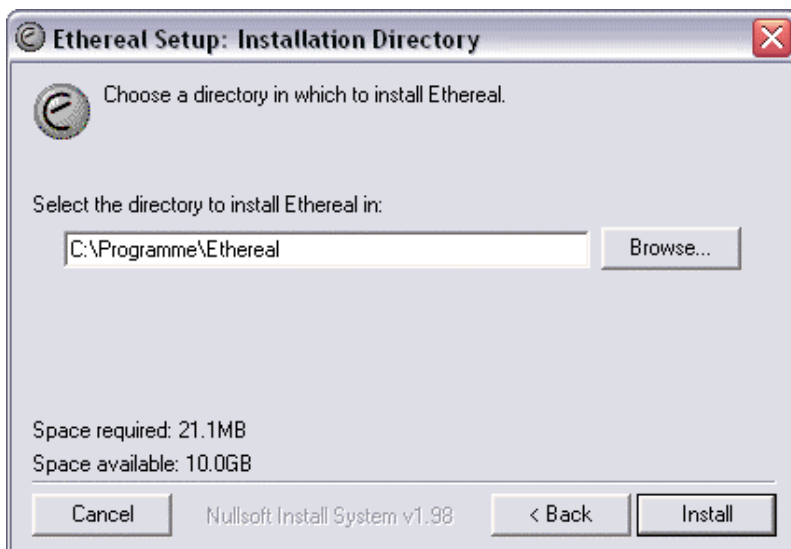 Ethereal Setup: Installation Directory
Choose a directory in which to install Ethereal.
Select the directory to install Ethereal in:
C:\Programme\Ethereal
Browse...
Space required: 21.1MB
Space available: 10.0GB
Cancel
Nullsoft Install System v1.98
< Back
Install